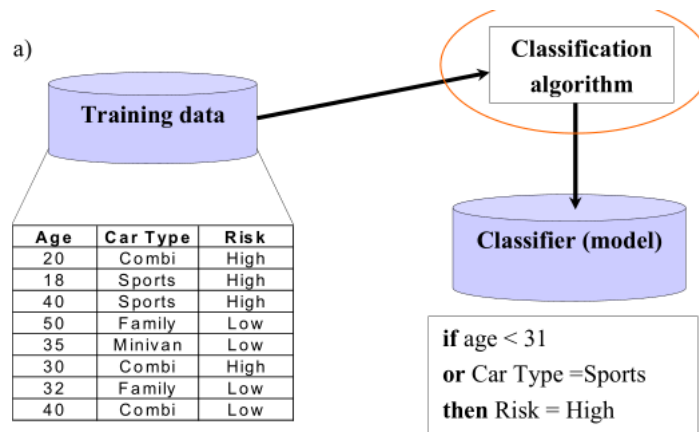 a)
Training data
Classification
algorithm
Classifier (model)
Age Car Type Risk
20 Combi High
18 Sports High
40 Sports High
50 Family Low
35 Minivan Low
30 Combi High
32 Family Low
40 Combi Low
if age < 31
or Car Type =Sports
then Risk = High